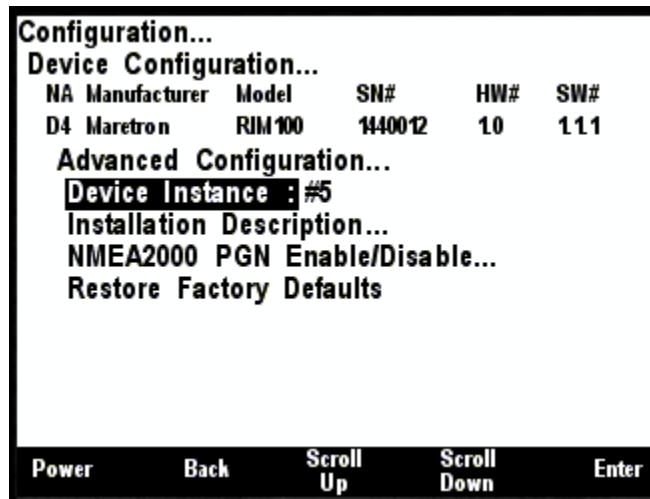 Configuration...
Device Configuration...
NA Manufacturer Model SN# HW# SW#
D4 Maretron RIM100 1440012 1.0 1.1.1
Advanced Configuration...
Device Instance : #5
Installation Description...
NMEA2000 PGN Enable/Disable...
Restore Factory Defaults
Power Back Scroll Up Scroll Down Enter